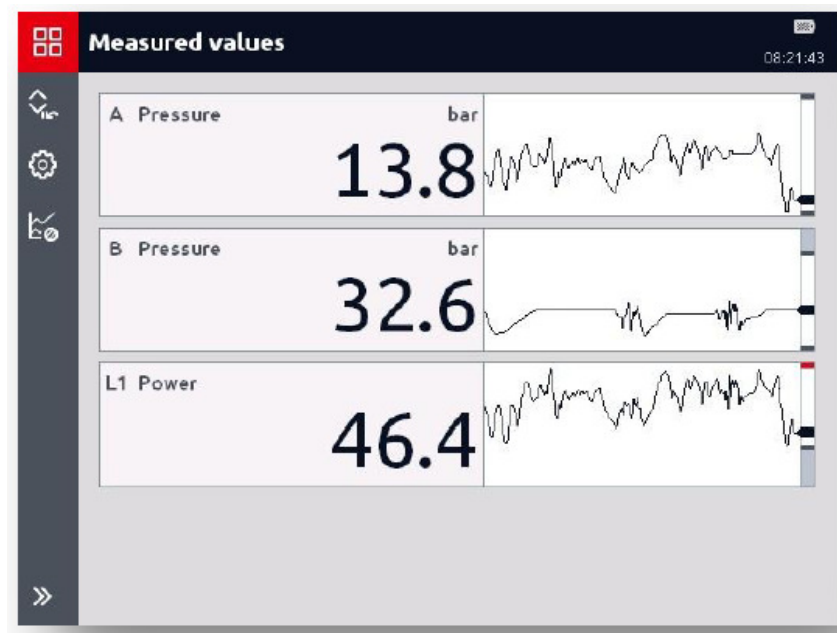 Measured values
08:21:43
A Pressure bar
13.8
B Pressure bar
32.6
L1 Power
46.4